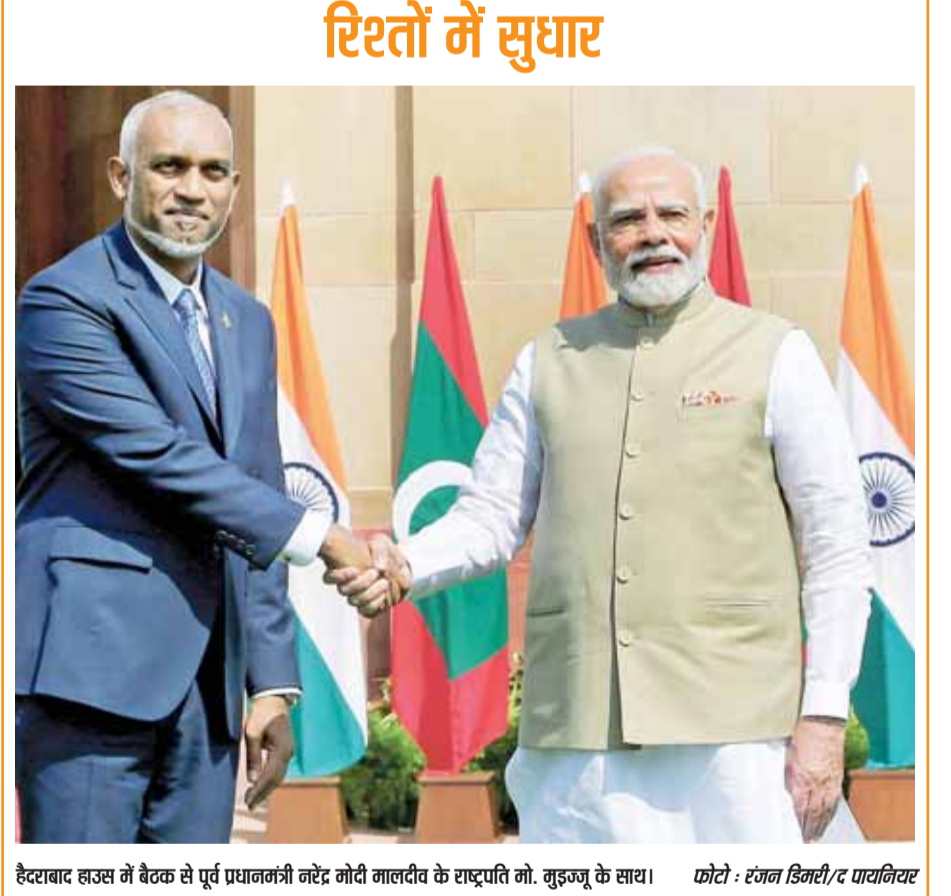 रिश्तों में सुधार
हैदराबाद हाउस में बैठक से पूर्व प्रधानमंत्री नरेंद्र मोदी मालदीव के राष्ट्रपति मो. मुइज्जू के साथ। फोटो : रंजन डिमरी/द पायनियर